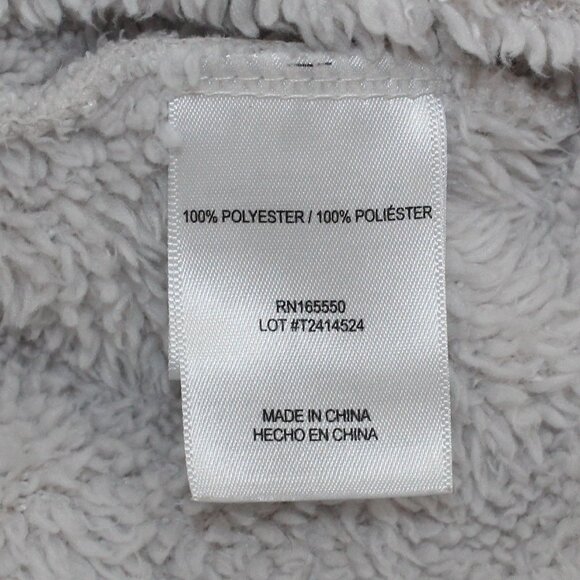 100% POLYESTER / 100% POLIÉSTER
RN165550
LOT #T2414524
MADE IN CHINA
HECHO EN CHINA